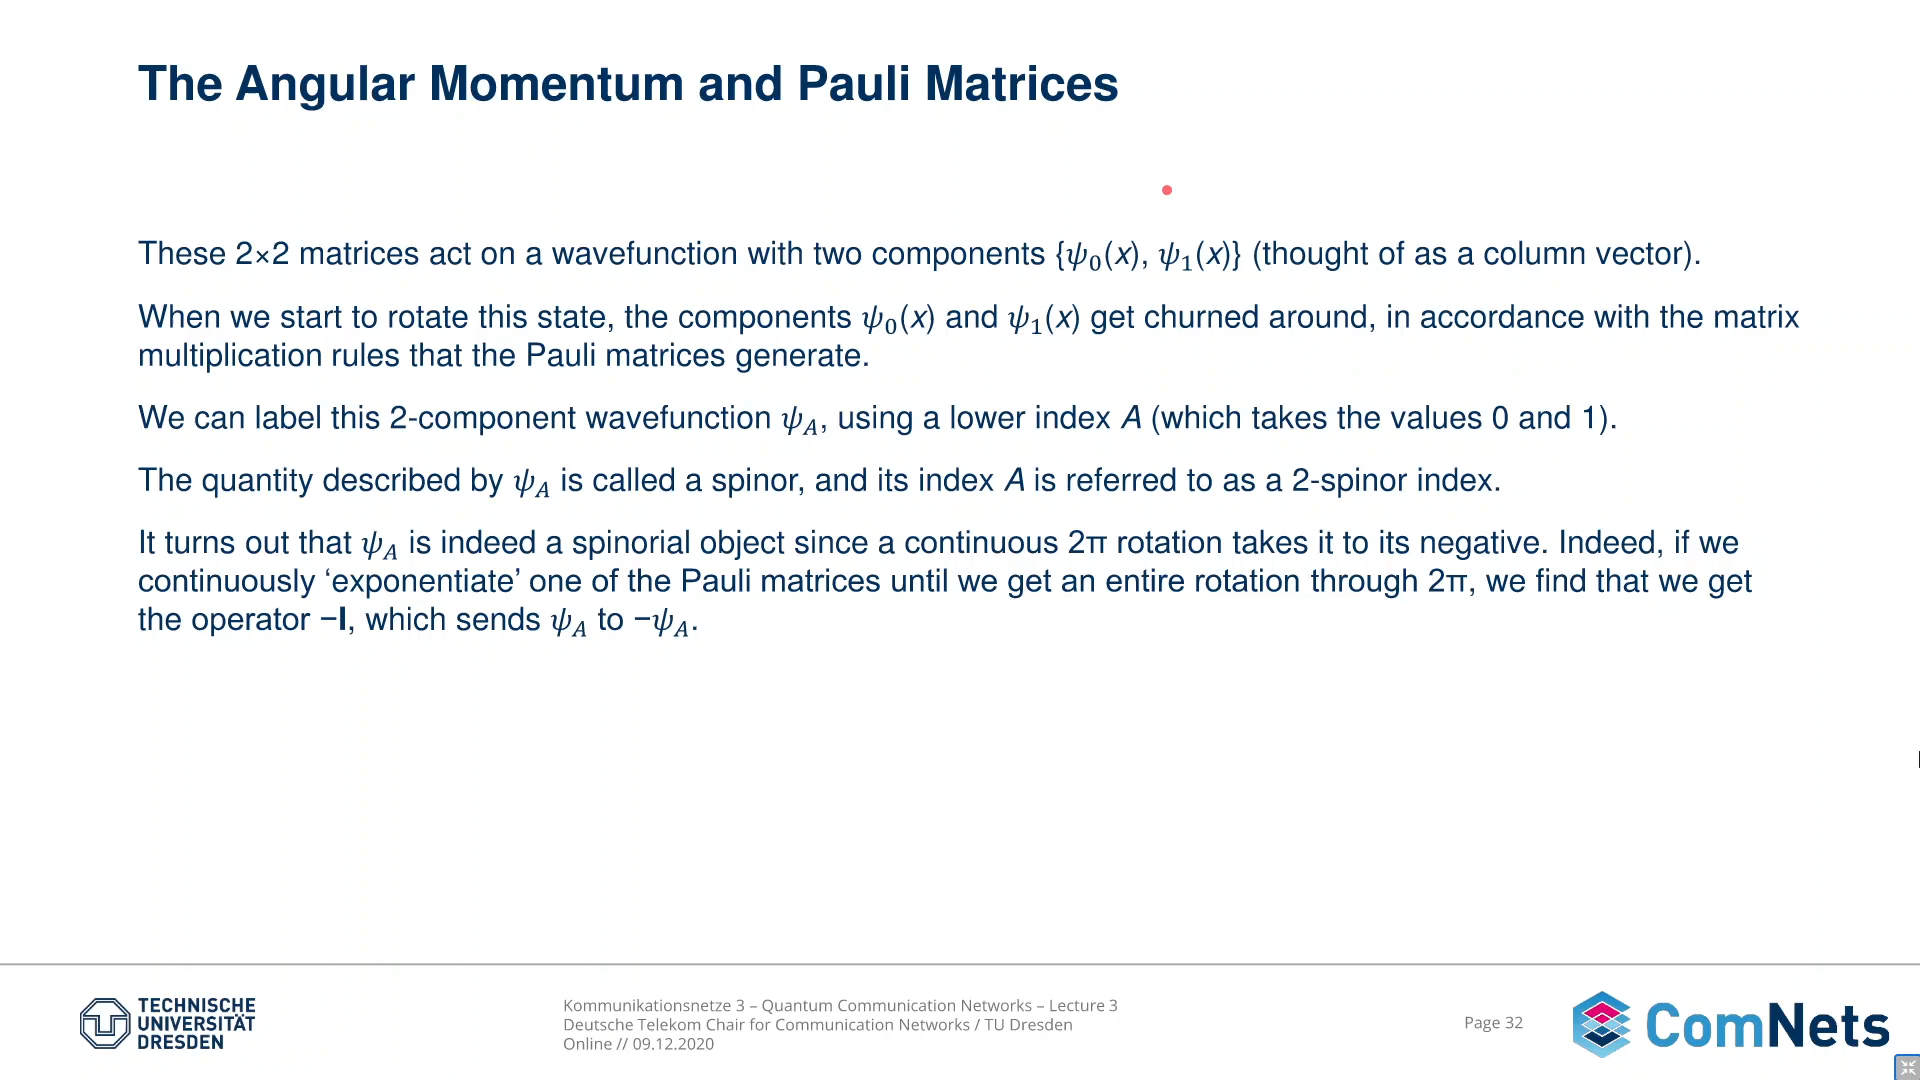 The Angular Momentum and Pauli Matrices
These 2×2 matrices act on a wavefunction with two components {𝜓₀(x), 𝜓₁(x)} (thought of as a column vector).
When we start to rotate this state, the components 𝜓₀(x) and 𝜓₁(x) get churned around, in accordance with the matrix
multiplication rules that the Pauli matrices generate.
We can label this 2-component wavefunction 𝜓_A, using a lower index A (which takes the values 0 and 1).
The quantity described by 𝜓_A is called a spinor, and its index A is referred to as a 2-spinor index.
It turns out that 𝜓_A is indeed a spinorial object since a continuous 2π rotation takes it to its negative. Indeed, if we
continuously ‘exponentiate’ one of the Pauli matrices until we get an entire rotation through 2π, we find that we get
the operator −I, which sends 𝜓_A to −𝜓_A.
TECHNISCHE
UNIVERSITÄT
DRESDEN
Kommunikationsnetze 3 – Quantum Communication Networks – Lecture 3
Deutsche Telekom Chair for Communication Networks / TU Dresden
Online // 09.12.2020
Page 32
ComNets